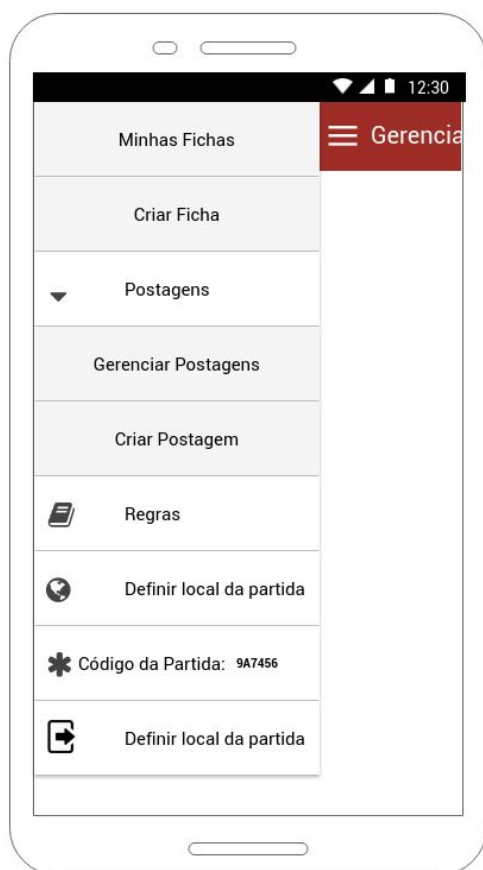 12:30
Minhas Fichas
Gerencia
Criar Ficha
Postagens
Gerenciar Postagens
Criar Postagem
Regras
Definir local da partida
Código da Partida: 9A7456
Definir local da partida